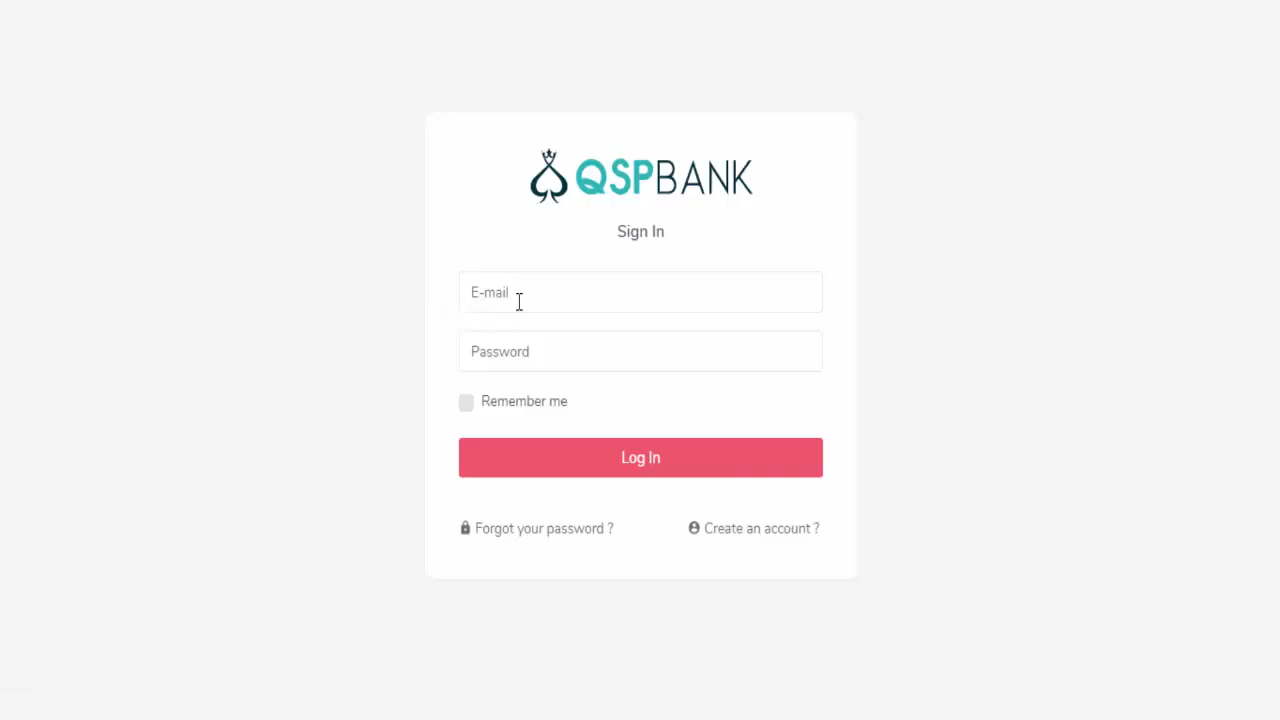 QSPBANK
Sign In
E-mail
Password
Remember me
Log In
Forgot your password ?
Create an account ?